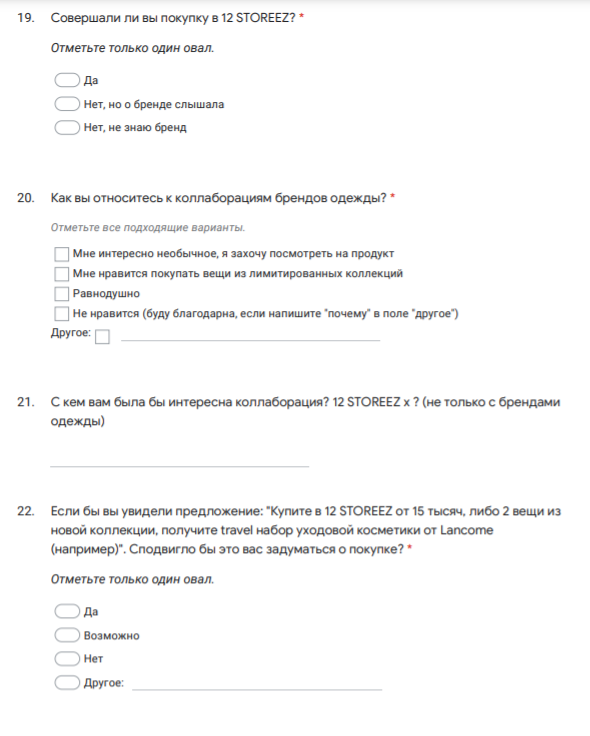 19. Совершали ли вы покупку в 12 STOREEZ? *
Отметьте только один овал.
Да
Нет, но о бренде слышала
Нет, не знаю бренд
20. Как вы относитесь к коллаборациям брендов одежды? *
Отметьте все подходящие варианты.
Мне интересно необычное, я захочу посмотреть на продукт
Мне нравится покупать вещи из лимитированных коллекций
Равнодушно
Не нравится (буду благодарна, если напишите "почему" в поле "другое")
Другое:
21. С кем вам была бы интересна коллаборация? 12 STOREEZ x ? (не только с брендами
одежды)
22. Если бы вы увидели предложение: "Купите в 12 STOREEZ от 15 тысяч, либо 2 вещи из
новой коллекции, получите travel набор уходовой косметики от Lancome
(например)". Сподвигло бы это вас задуматься о покупке? *
Отметьте только один овал.
Да
Возможно
Нет
Другое: